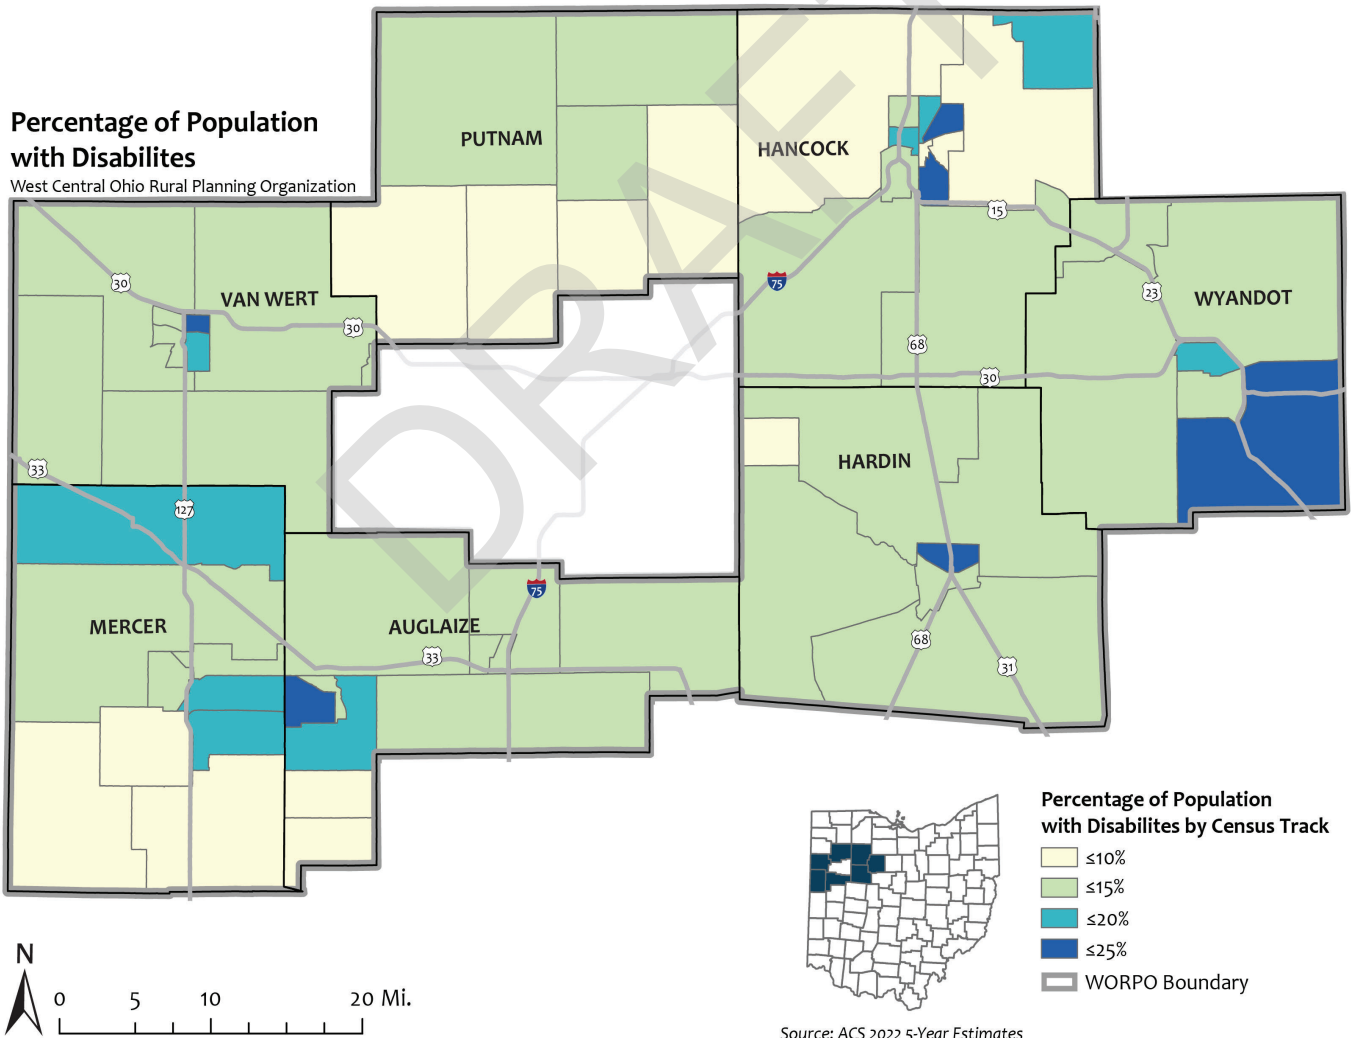 Percentage of Population
with Disabilites
West Central Ohio Rural Planning Organization
DRAFT
PUTNAM
HANCOCK
15
75
30
VAN WERT
30
23
WYANDOT
68
30
33
HARDIN
127
75
MERCER
AUGLAIZE
33
68
31
Percentage of Population
with Disabilites by Census Track
≤10%
≤15%
≤20%
≤25%
WORPO Boundary
N
0 5 10 20 Mi.
Source: ACS 2022 5-Year Estimates